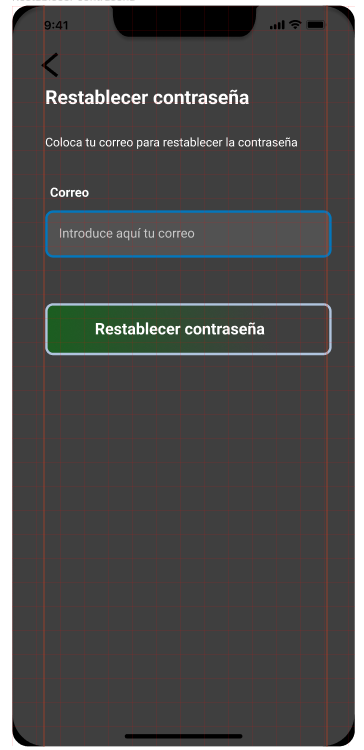 9:41
Restablecer contraseña
Coloca tu correo para restablecer la contraseña
Correo
Introduce aquí tu correo
Restablecer contraseña